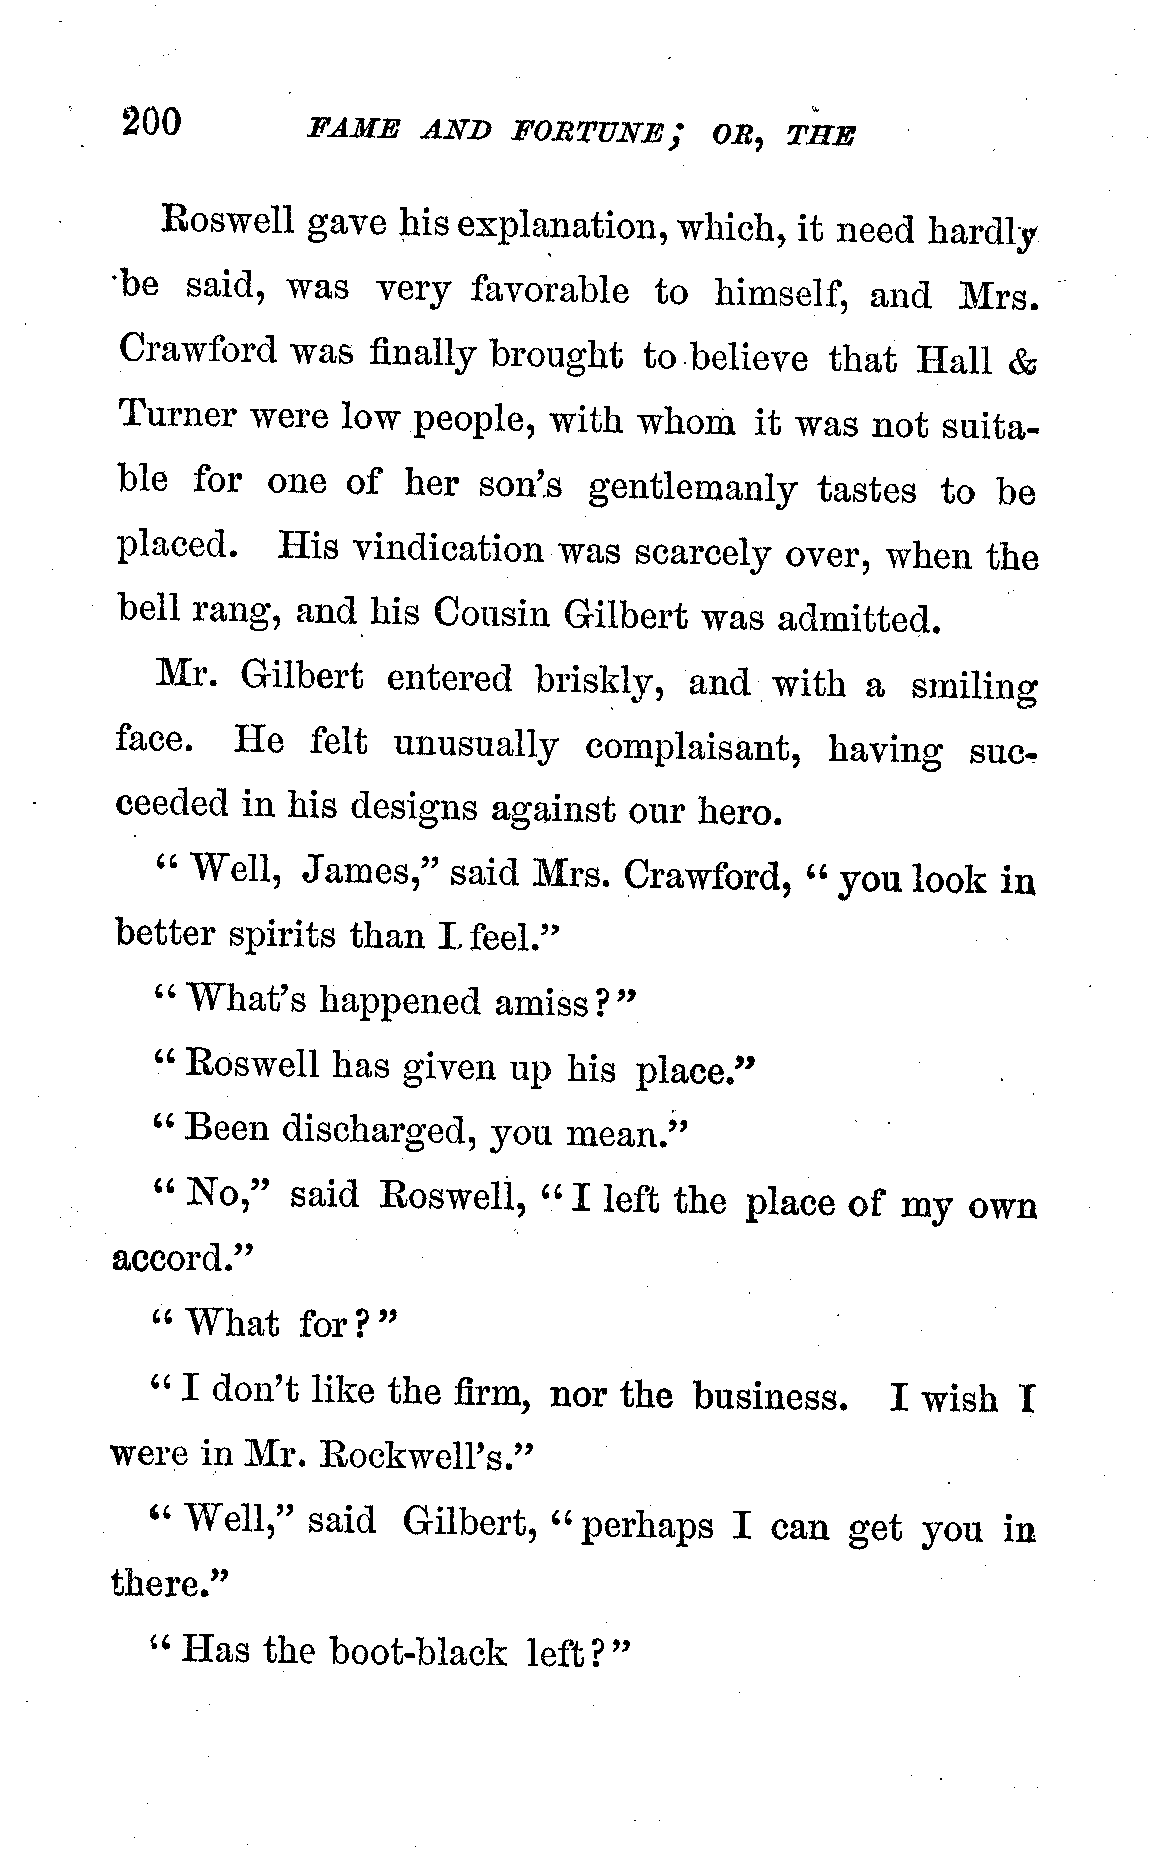 200 FAME AND FORTUNE; OR, THE
Roswell gave his explanation, which, it need hardly
be said, was very favorable to himself, and Mrs.
Crawford was finally brought to believe that Hall &
Turner were low people, with whom it was not suita-
ble for one of her son's gentlemanly tastes to be
placed. His vindication was scarcely over, when the
bell rang, and his Cousin Gilbert was admitted.
Mr. Gilbert entered briskly, and with a smiling
face. He felt unusually complaisant, having suc-
ceeded in his designs against our hero.
“Well, James,” said Mrs. Crawford, “you look in
better spirits than I feel.”
“What's happened amiss?”
“Roswell has given up his place.”
“Been discharged, you mean.”
“No,” said Roswell, “I left the place of my own
accord.”
“What for?”
“I don't like the firm, nor the business. I wish I
were in Mr. Rockwell's.”
“Well,” said Gilbert, “perhaps I can get you in
there.”
“Has the boot-black left?”